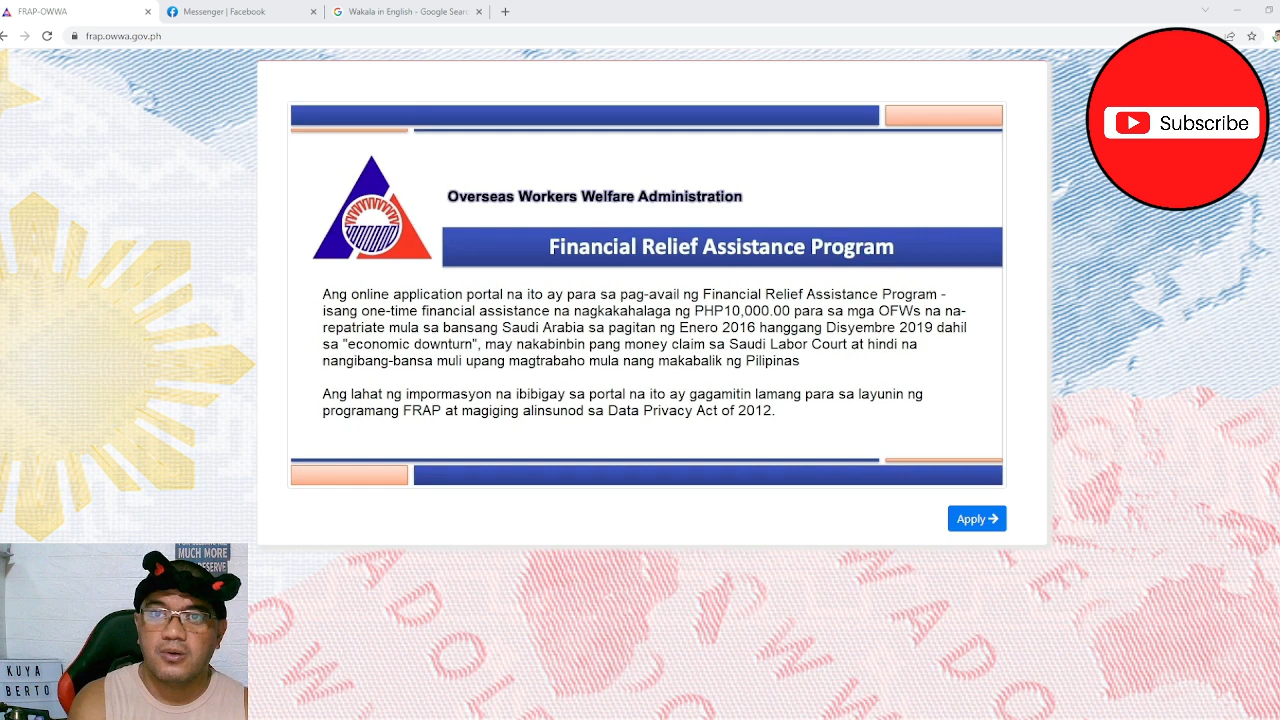 FRAP-OWWA
Messenger | Facebook
Wakala in English - Google Sear
frap.owwa.gov.ph
Subscribe
Overseas Workers Welfare Administration
Financial Relief Assistance Program
Ang online application portal na ito ay para sa pag-avail ng Financial Relief Assistance Program -
isang one-time financial assistance na nagkakahalaga ng PHP10,000.00 para sa mga OFWs na na-
repatriate mula sa bansang Saudi Arabia sa pagitan ng Enero 2016 hanggang Disyembre 2019 dahil
sa "economic downturn", may nakabinbin pang money claim sa Saudi Labor Court at hindi na
nangibang-bansa muli upang magtrabaho mula nang makabalik ng Pilipinas
Ang lahat ng impormasyon na ibibigay sa portal na ito ay gagamitin lamang para sa layunin ng
programang FRAP at magiging alinsunod sa Data Privacy Act of 2012.
Apply
MUCH MORE
KUYA
BERTO